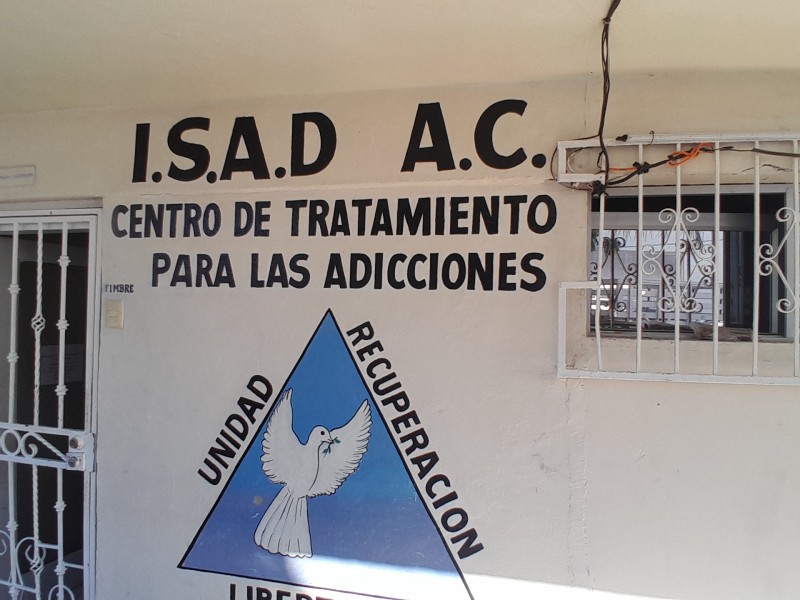 I.S.A.D A.C.
CENTRO DE TRATAMIENTO
PARA LAS ADICCIONES
TIMBRE
UNIDAD
RECUPERACION